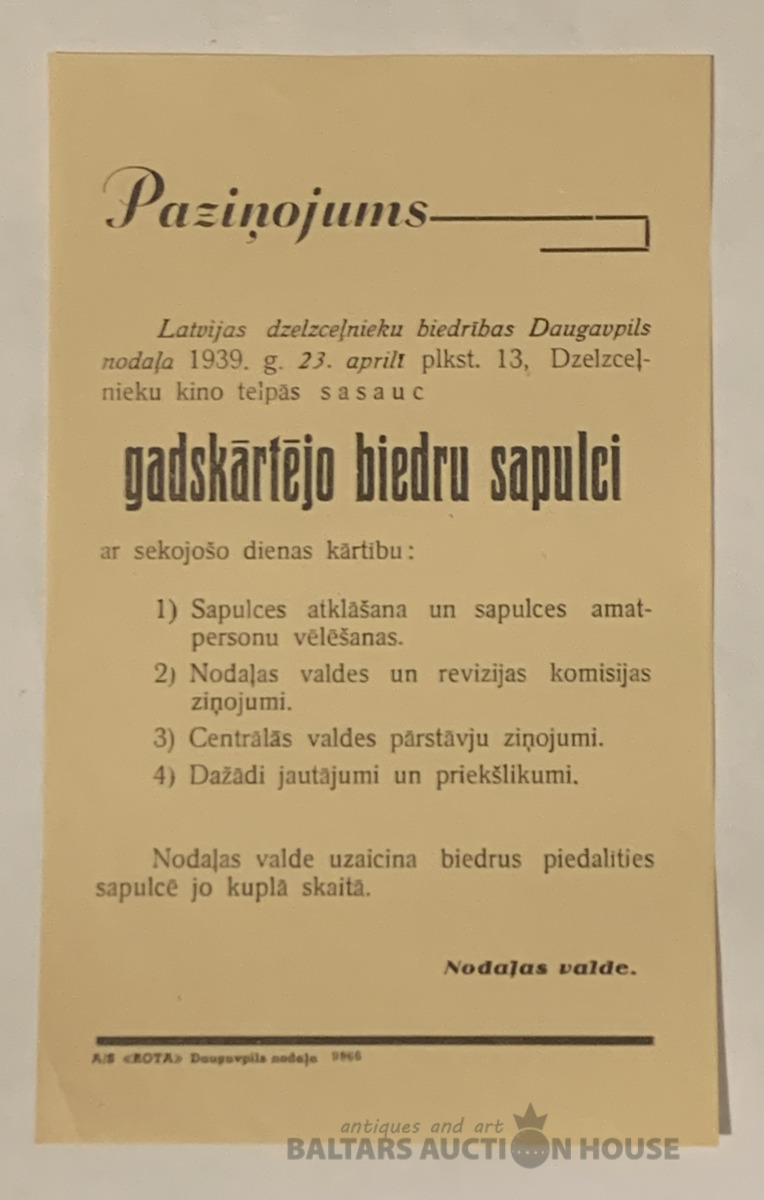 Paziņojums
Latvijas dzelzceļnieku biedrības Daugavpils
nodaļa 1939. g. 23. aprilī plkst. 13, Dzelzceļ-
nieku kino telpās sasauc
gadskārtējo biedru sapulci
ar sekojošo dienas kārtību:
1) Sapulces atklāšana un sapulces amat-
personu vēlēšanas.
2) Nodaļas valdes un revizijas komisijas
ziņojumi.
3) Centrālās valdes pārstāvju ziņojumi.
4) Dažādi jautājumi un priekšlikumi.
Nodaļas valde uzaicina biedrus piedalīties
sapulcē jo kuplā skaitā.
Nodaļas valde.
A/S «ROTA» Daugavpils nodaļa 9866
antiques and art
BALTARS AUCTION HOUSE